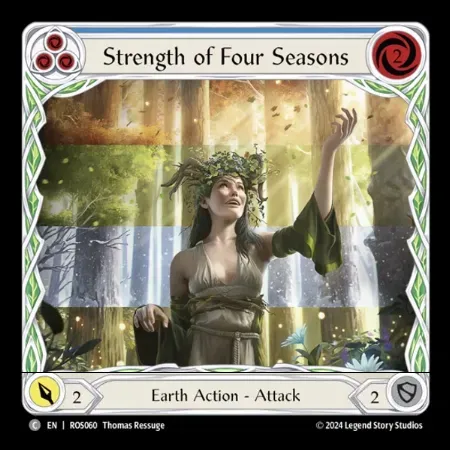 Strength of Four Seasons
2
2
Earth Action - Attack
2
C EN | ROS060 Thomas Ressuge © 2024 Legend Story Studios